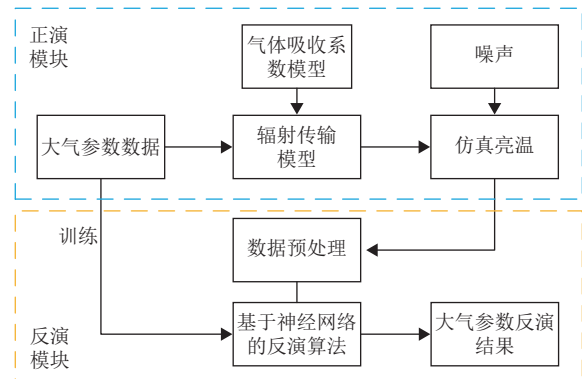 正演
模块
气体吸收系
数模型
噪声
大气参数数据
辐射传输
模型
仿真亮温
训练
数据预处理
反演
模块
基于神经网络
的反演算法
大气参数反演
结果